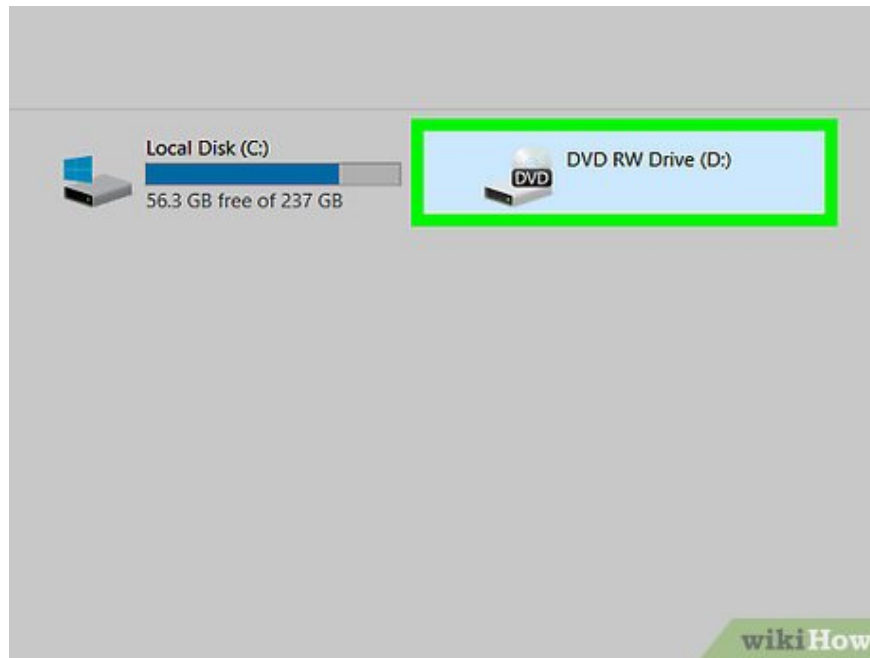 Local Disk (C:)
56.3 GB free of 237 GB
DVD RW Drive (D:)
DVD
wikiHow